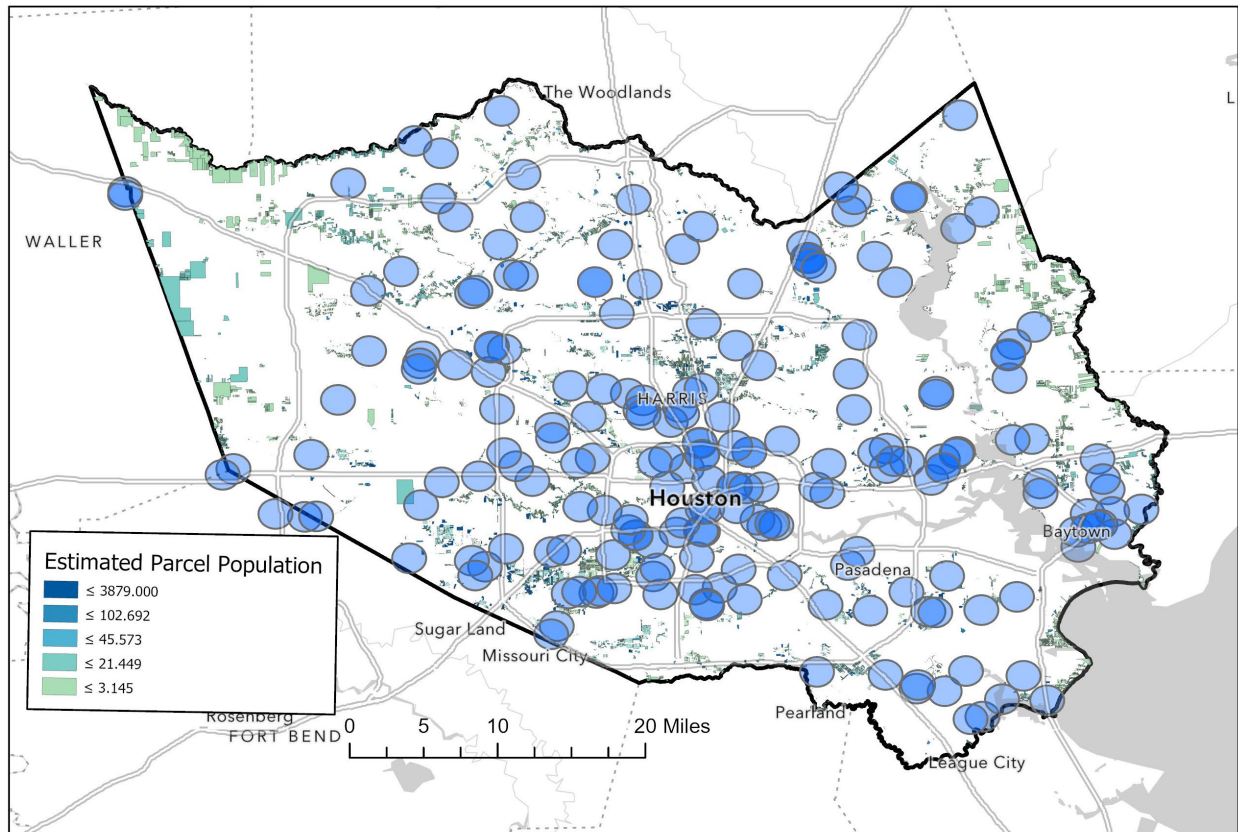 The Woodlands
L
WALLER
HARRIS
Houston
Baytown
Pasadena
Estimated Parcel Population
≤ 3879.000
≤ 102.692
≤ 45.573
≤ 21.449
≤ 3.145
Sugar Land
Missouri City
Pearland
Rosenberg
FORT BEND
0 5 10 20 Miles
League City